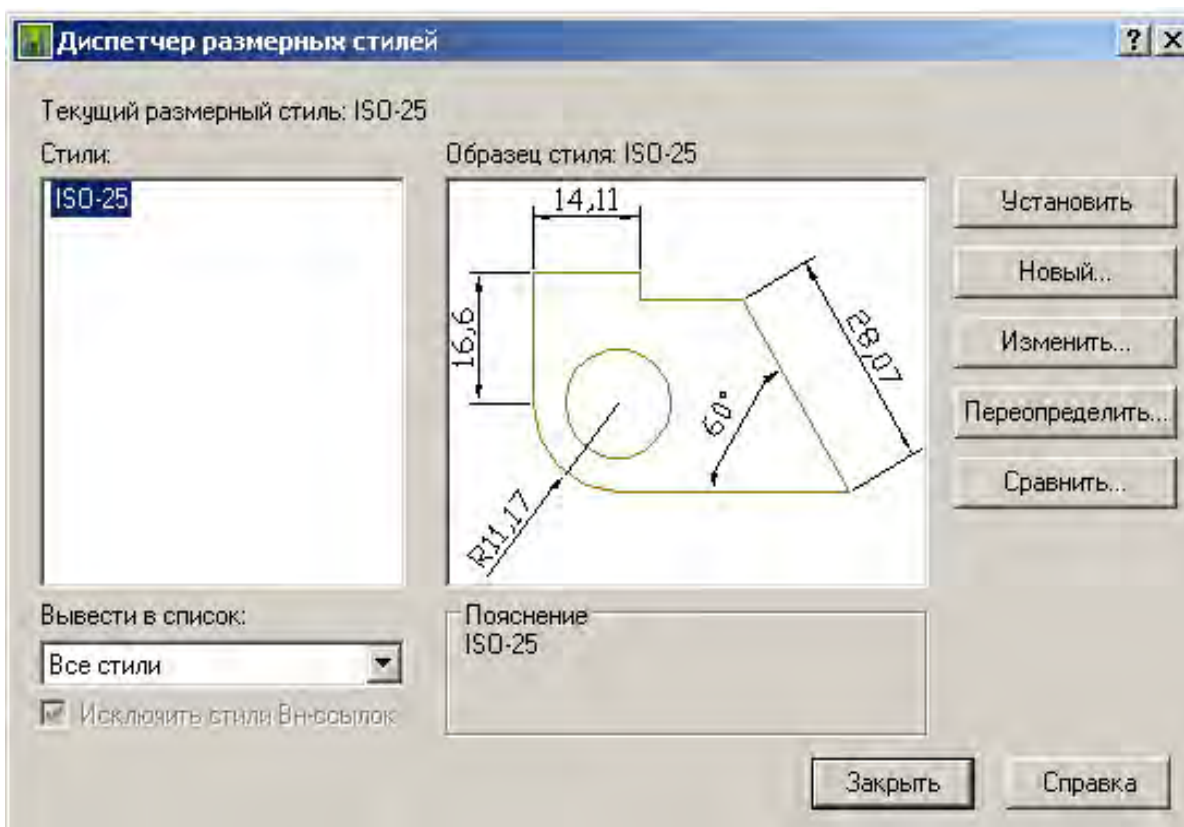 Диспетчер размерных стилей
Текущий размерный стиль: ISO-25
Стили:
Образец стиля: ISO-25
ISO-25
14,11
16,6
28,07
60°
R11,17
Установить
Новый...
Изменить...
Переопределить...
Сравнить...
Вывести в список:
Все стили
Исключить стили Вн-ссылок
Пояснение
ISO-25
Закрыть
Справка